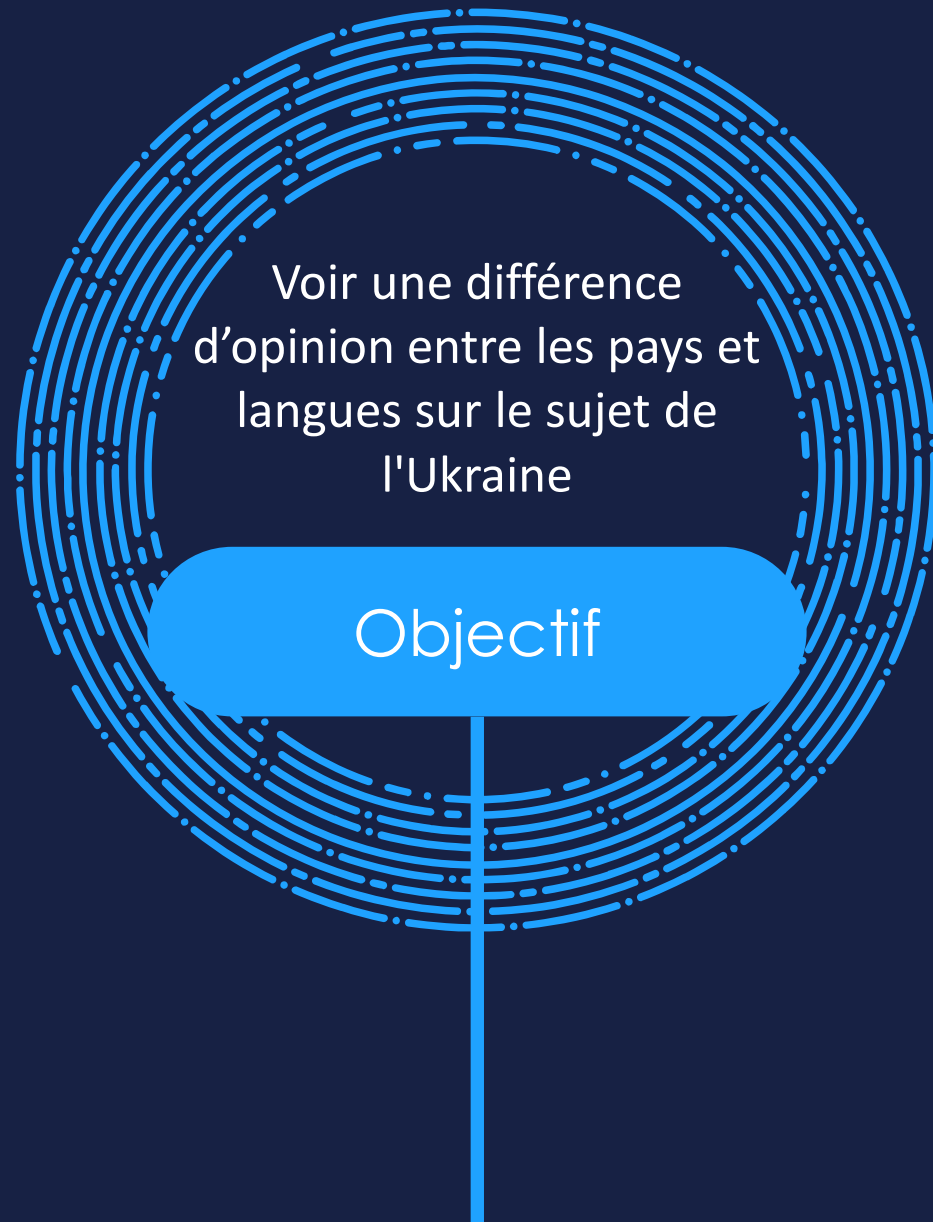 Voir une différence
d’opinion entre les pays et
langues sur le sujet de
l'Ukraine
Objectif